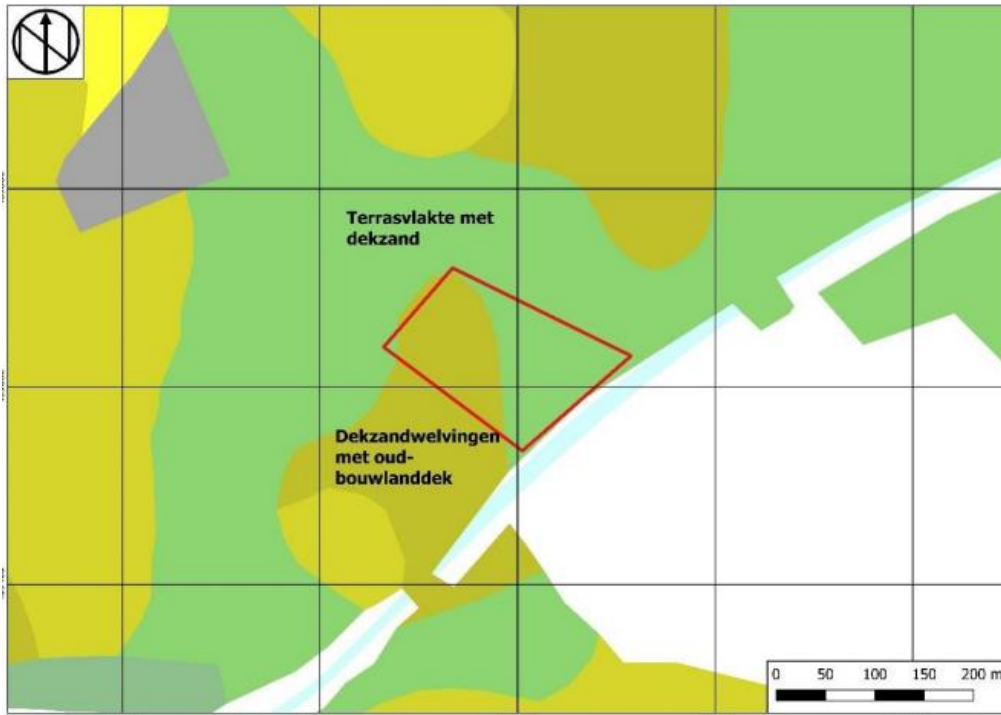 Terrasvlakte met
dekzand
Dekzandwelvingen
met oud-
bouwlanddek
0 50 100 150 200 m